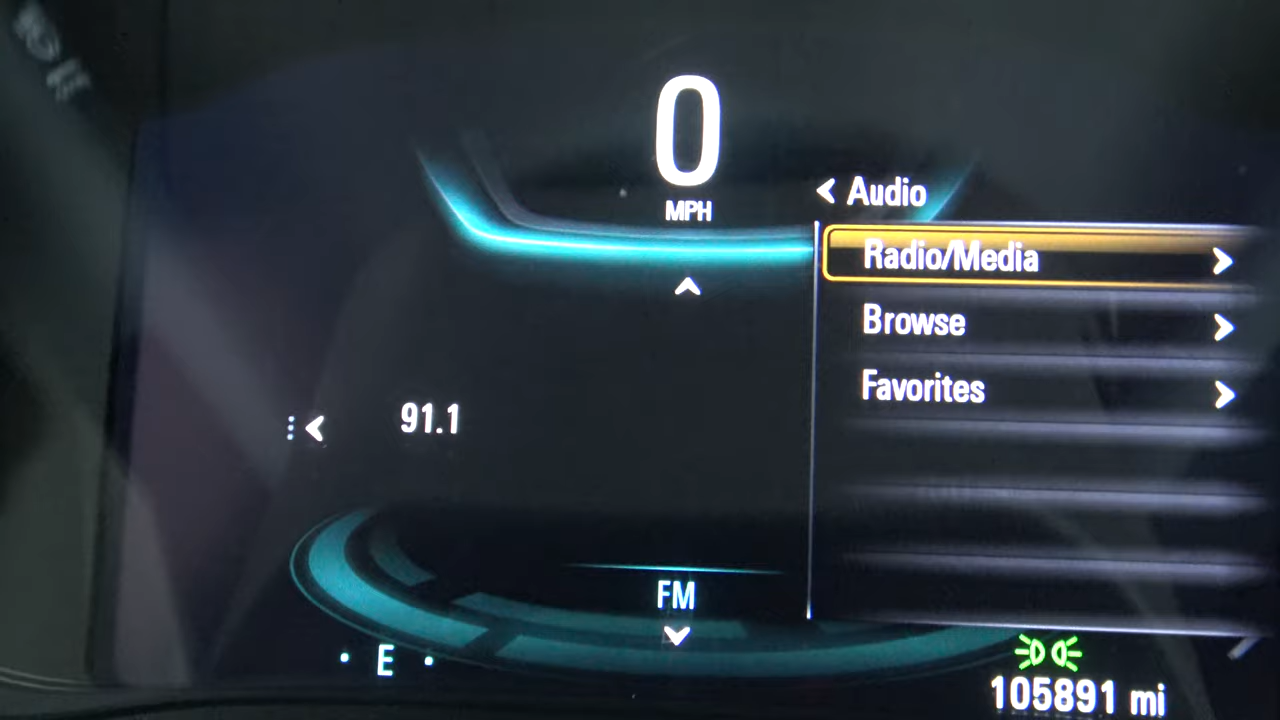 0
MPH
< Audio
Radio/Media >
Browse >
Favorites >
91.1
FM
E
105891 mi